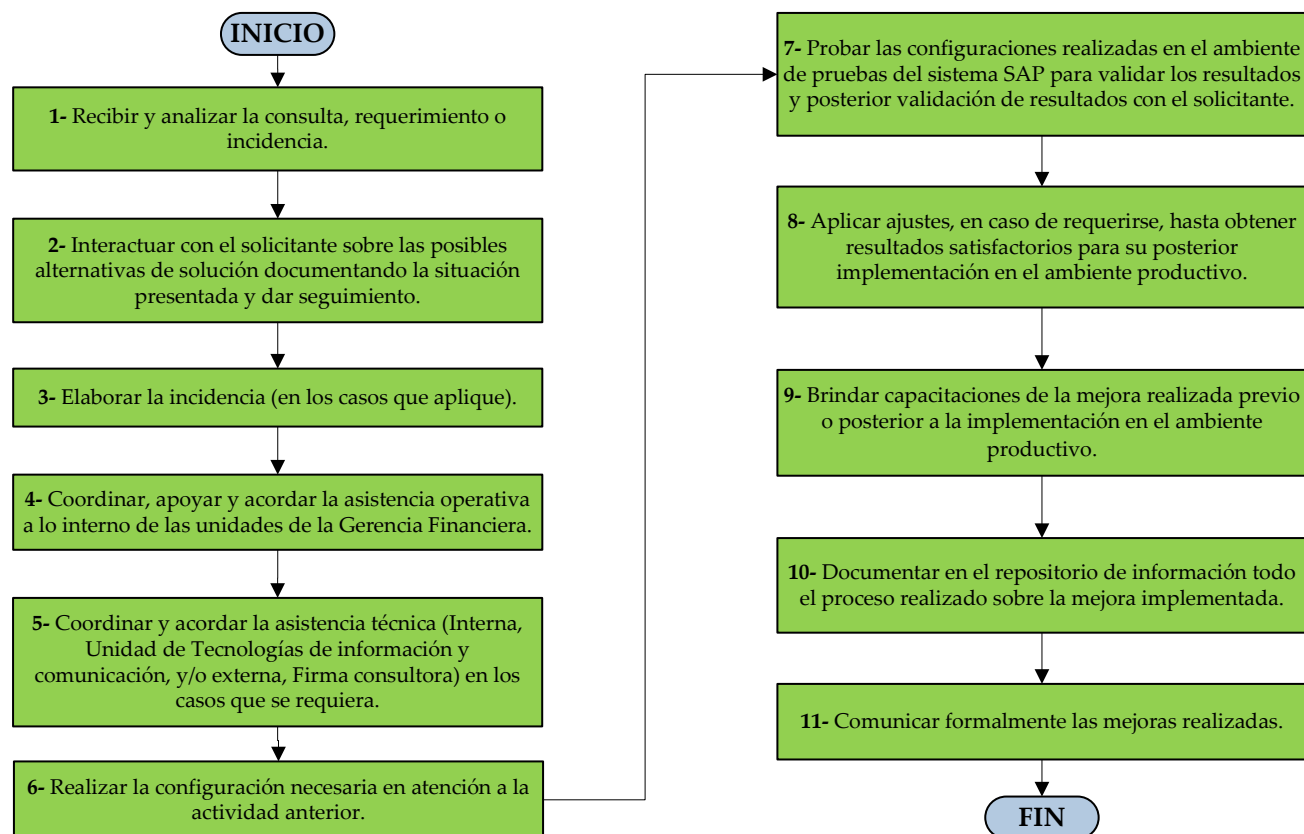 INICIO
1- Recibir y analizar la consulta, requerimiento o
incidencia.
2- Interactuar con el solicitante sobre las posibles
alternativas de solución documentando la situación
presentada y dar seguimiento.
3- Elaborar la incidencia (en los casos que aplique).
4- Coordinar, apoyar y acordar la asistencia operativa
a lo interno de las unidades de la Gerencia Financiera.
5- Coordinar y acordar la asistencia técnica (Interna,
Unidad de Tecnologías de información y
comunicación, y/o externa, Firma consultora) en los
casos que se requiera.
6- Realizar la configuración necesaria en atención a la
actividad anterior.
7- Probar las configuraciones realizadas en el ambiente
de pruebas del sistema SAP para validar los resultados
y posterior validación de resultados con el solicitante.
8- Aplicar ajustes, en caso de requerirse, hasta obtener
resultados satisfactorios para su posterior
implementación en el ambiente productivo.
9- Brindar capacitaciones de la mejora realizada previo
o posterior a la implementación en el ambiente
productivo.
10- Documentar en el repositorio de información todo
el proceso realizado sobre la mejora implementada.
11- Comunicar formalmente las mejoras realizadas.
FIN